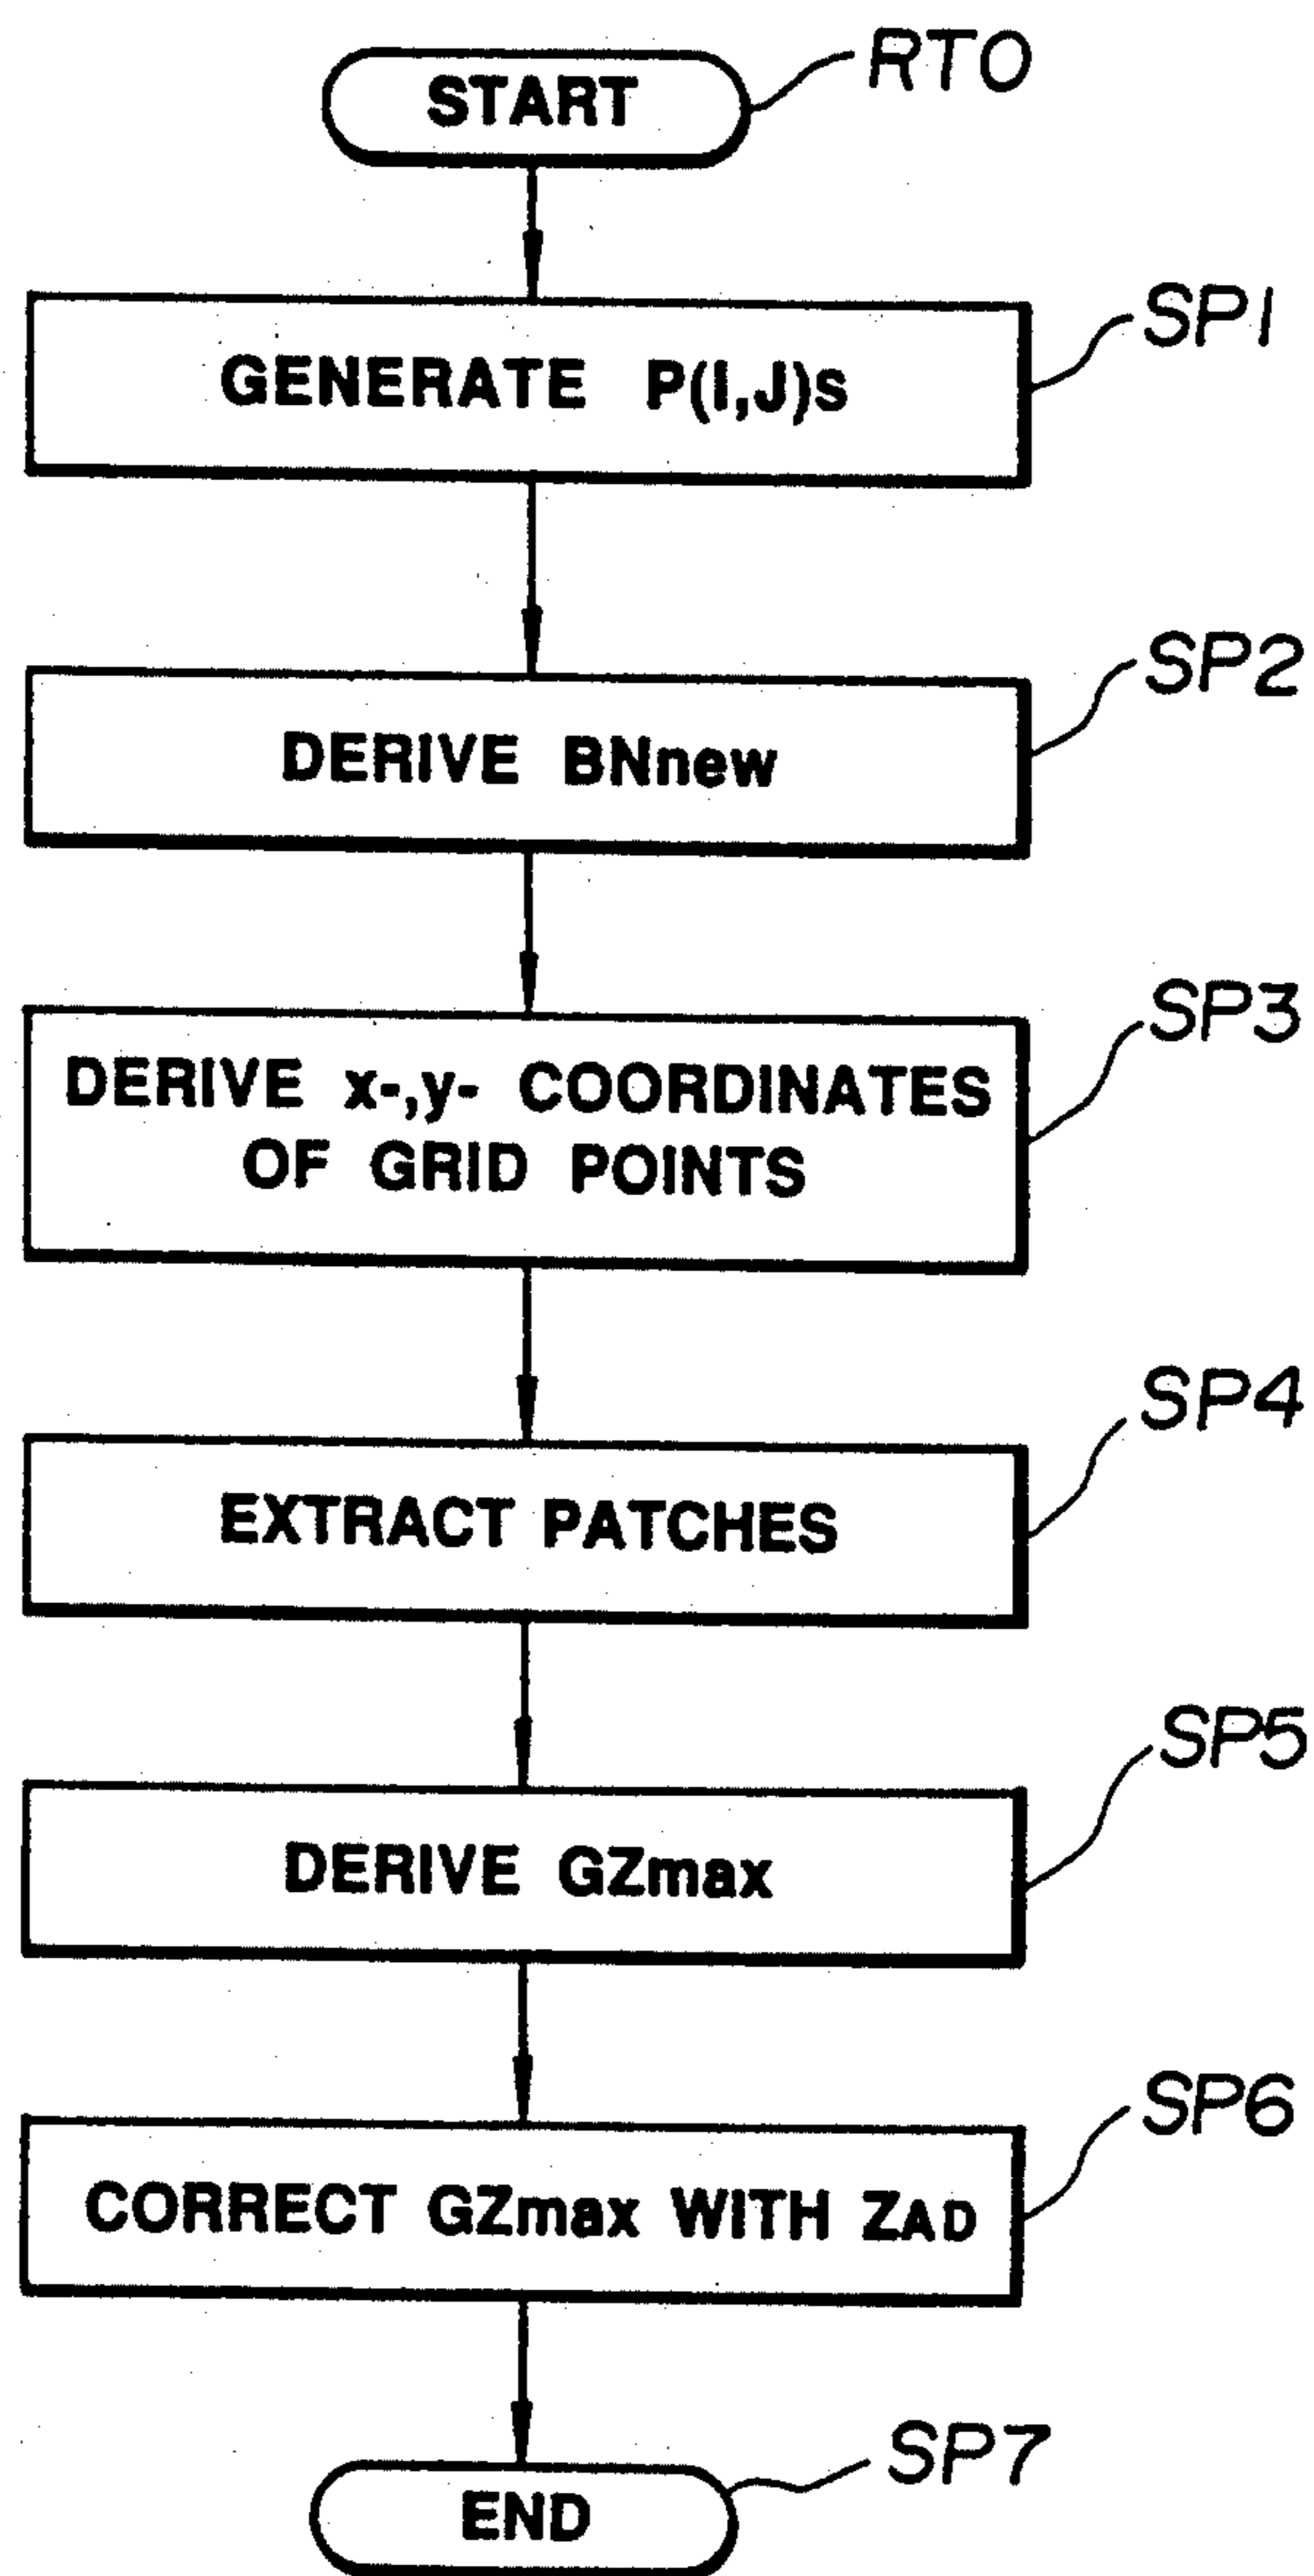 START
RT0
GENERATE P(I,J)s
SP1
DERIVE BNnew
SP2
DERIVE x-,y- COORDINATES
OF GRID POINTS
SP3
EXTRACT PATCHES
SP4
DERIVE GZmax
SP5
CORRECT GZmax WITH ZAD
SP6
END
SP7